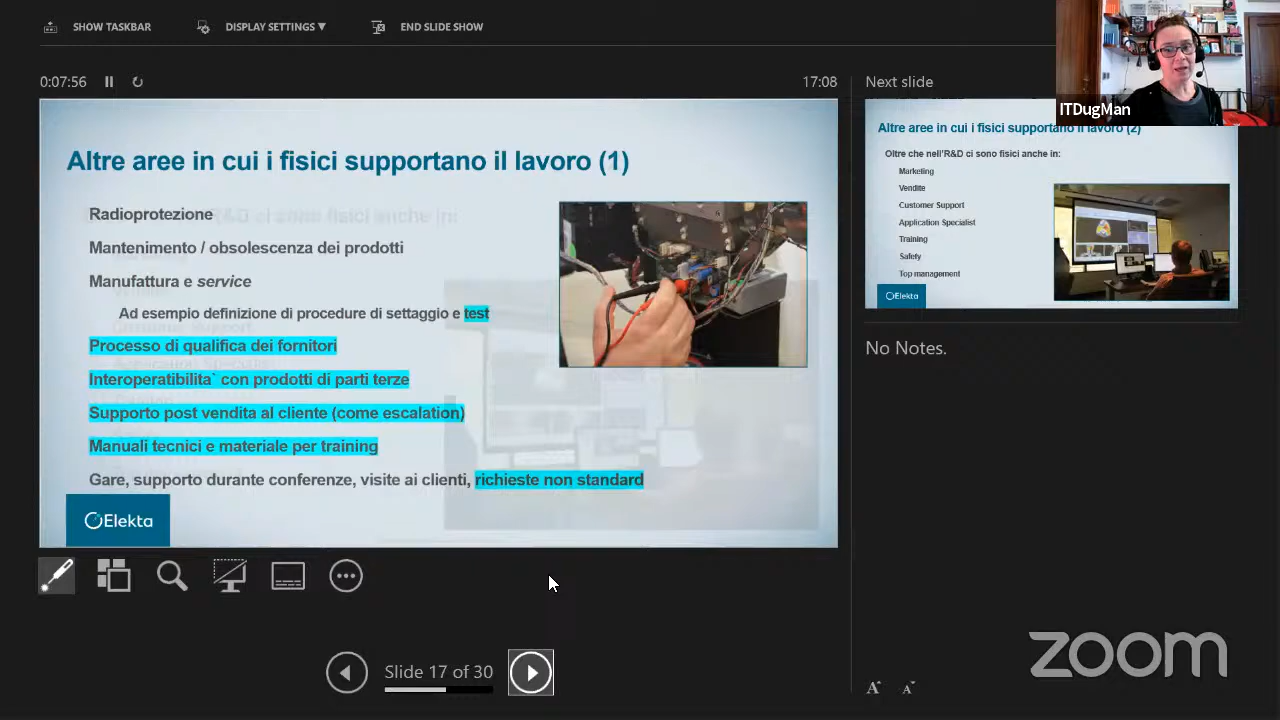 SHOW TASKBAR
DISPLAY SETTINGS ▼
END SLIDE SHOW
0:07:56
17:08
Altre aree in cui i fisici supportano il lavoro (1)
Radioprotezione
Mantenimento / obsolescenza dei prodotti
Manufattura e service
Ad esempio definizione di procedure di settaggio e test
Processo di qualifica dei fornitori
Interoperatibilita` con prodotti di parti terze
Supporto post vendita al cliente (come escalation)
Manuali tecnici e materiale per training
Gare, supporto durante conferenze, visite ai clienti, richieste non standard
Elekta
Slide 17 of 30
Next slide
ITDugMan
Altre aree in cui i fisici supportano il lavoro (2)
Oltre che nell'R&D ci sono fisici anche in:
Marketing
Vendite
Customer Support
Application Specialist
Training
Safety
Top management
Elekta
No Notes.
A
A
zoom